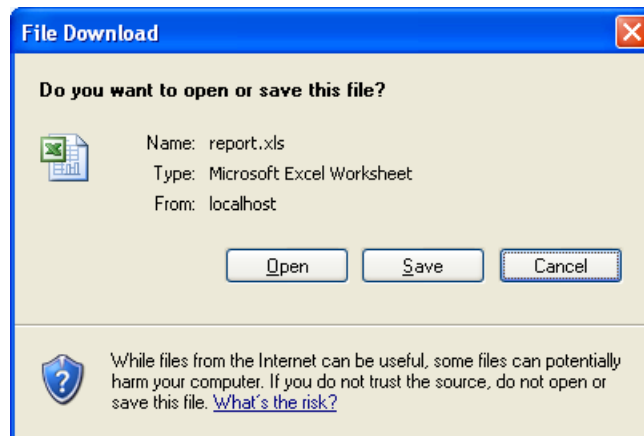 File Download
Do you want to open or save this file?
Name: report.xls
Type: Microsoft Excel Worksheet
From: localhost
Open Save Cancel
While files from the Internet can be useful, some files can potentially
harm your computer. If you do not trust the source, do not open or
save this file. What's the risk?